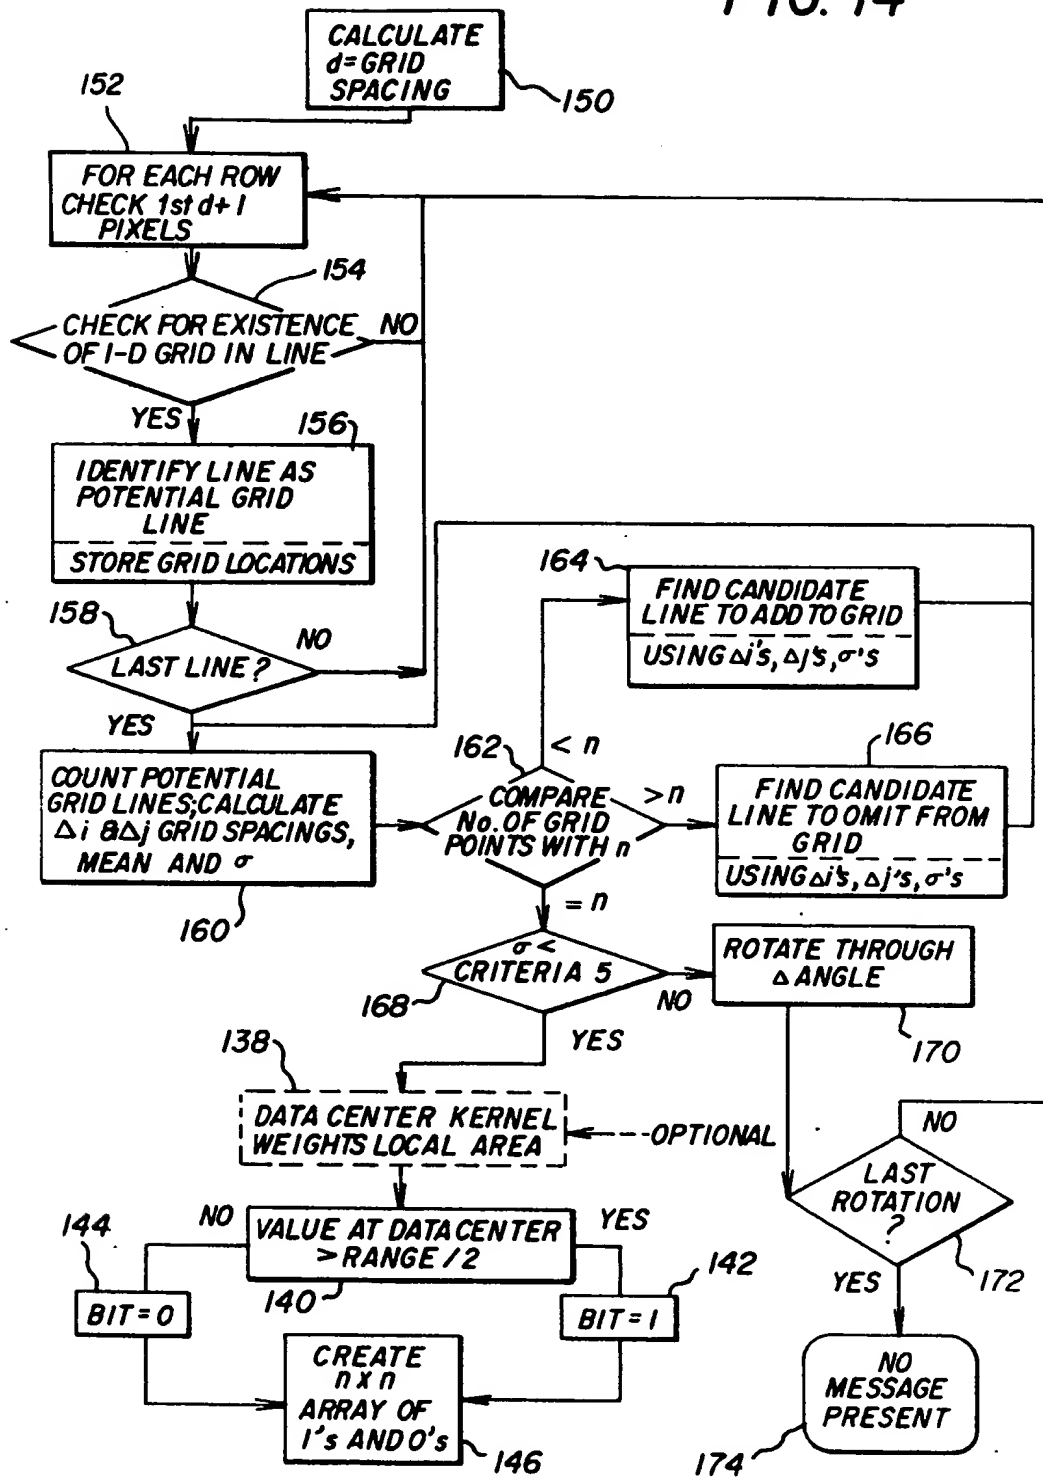 FIG. 14
CALCULATE
d=GRID
SPACING
150
152
FOR EACH ROW
CHECK 1st d+1
PIXELS
154
CHECK FOR EXISTENCE
OF 1-D GRID IN LINE
NO
YES
156
IDENTIFY LINE AS
POTENTIAL GRID
LINE
STORE GRID LOCATIONS
158
LAST LINE?
NO
YES
COUNT POTENTIAL
GRID LINES;CALCULATE
Δi &Δj GRID SPACINGS,
MEAN AND σ
160
162
COMPARE
No. OF GRID
POINTS WITH n
< n
>n
= n
164
FIND CANDIDATE
LINE TO ADD TO GRID
USING Δi's, Δj's, σ's
166
FIND CANDIDATE
LINE TO OMIT FROM
GRID
USING Δi's, Δj's, σ's
σ <
CRITERIA 5
168
NO
YES
ROTATE THROUGH
Δ ANGLE
170
138
DATA CENTER KERNEL
WEIGHTS LOCAL AREA
OPTIONAL
NO
LAST
ROTATION
?
172
YES
NO
MESSAGE
PRESENT
174
VALUE AT DATA CENTER
> RANGE / 2
140
NO
YES
144
BIT = 0
142
BIT = 1
CREATE
n x n
ARRAY OF
1's AND 0's
146